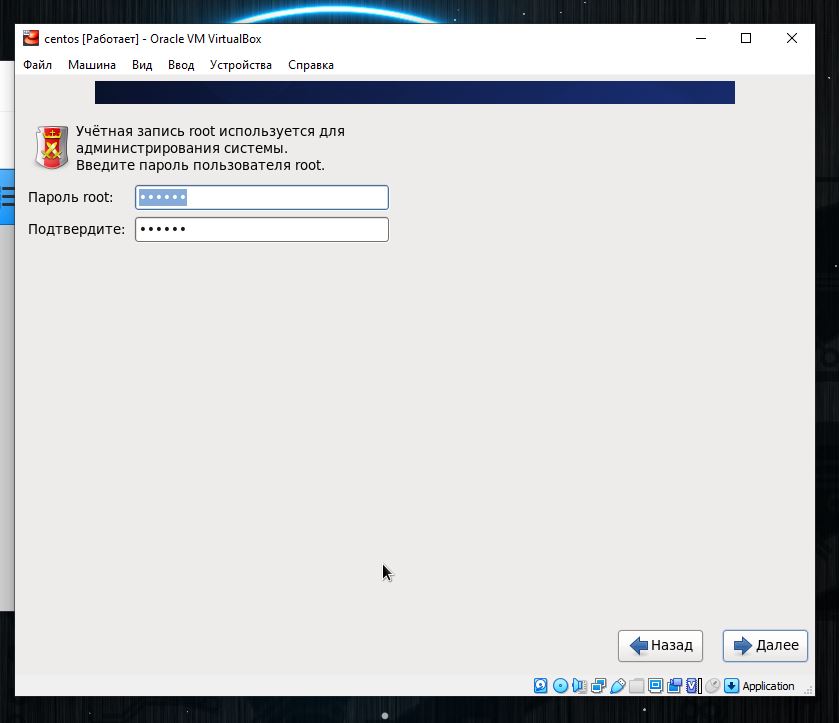 centos [Работает] - Oracle VM VirtualBox
Файл Машина Вид Ввод Устройства Справка
Учётная запись root используется для
администрирования системы.
Введите пароль пользователя root.
Пароль root: ••••••
Подтвердите: ••••••
Назад Далее
Application